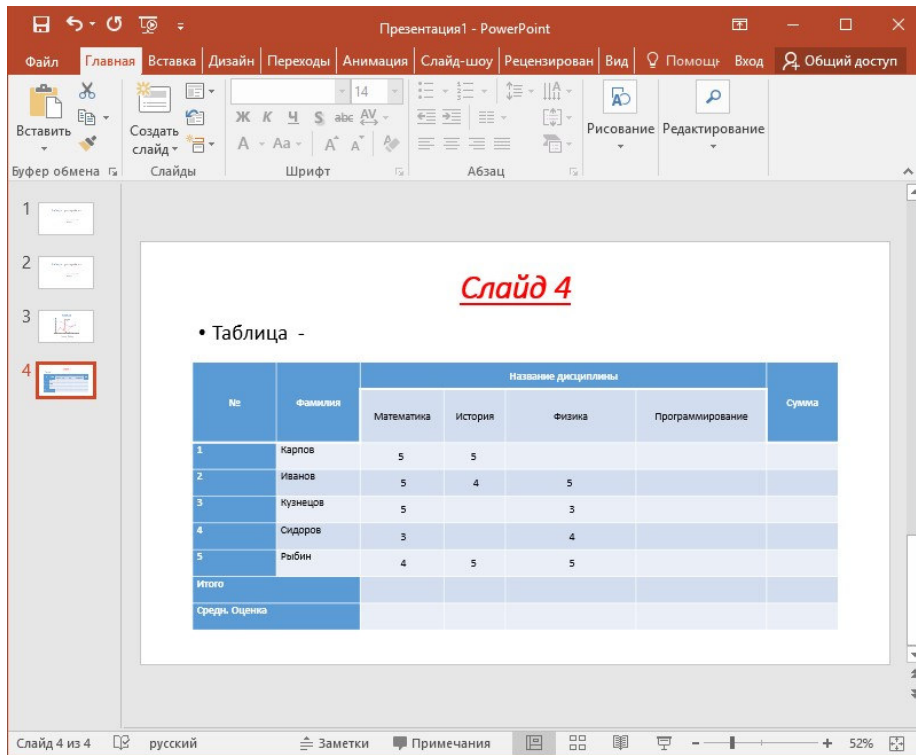 Презентация1 - PowerPoint
Файл Главная Вставка Дизайн Переходы Анимация Слайд-шоу Рецензирован Вид Помощь Вход Общий доступ
14
Вставить Создать слайд Ж К Ч S abc AV Рисование Редактирование
А Aa A A
Буфер обмена Слайды Шрифт Абзац
1
2
3
4
Слайд 4
• Таблица -
№ Фамилия Название дисциплины Сумма
Математика История Физика Программирование
1 Карпов 5 5
2 Иванов 5 4 5
3 Кузнецов 5 3
4 Сидоров 3 4
5 Рыбин 4 5 5
Итого
Средн. Оценка
Слайд 4 из 4 русский Заметки Примечания 52%